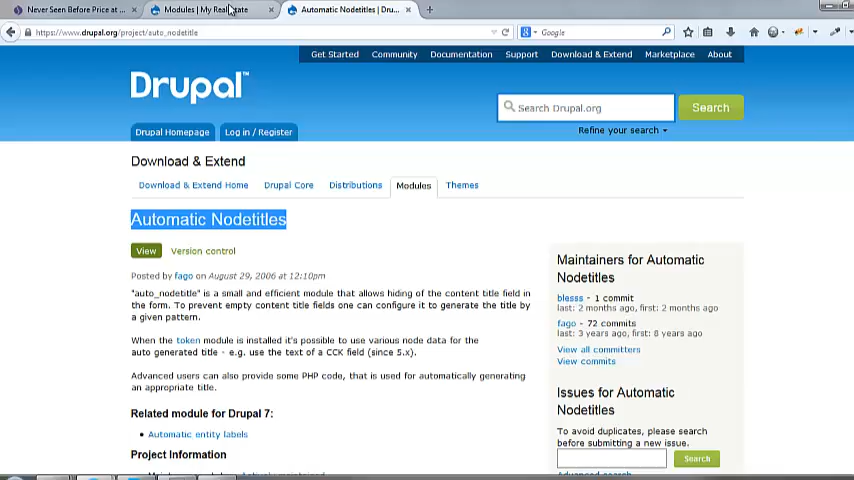 Never Seen Before Price at ...
Modules | My Real Estate
Automatic Nodetitles | Dru...
https://www.drupal.org/project/auto_nodetitle
Google
Get Started
Community
Documentation
Support
Download & Extend
Marketplace
About
Drupal™
Search Drupal.org
Search
Refine your search
Drupal Homepage
Log in / Register
Download & Extend
Download & Extend Home
Drupal Core
Distributions
Modules
Themes
Automatic Nodetitles
View
Version control
Posted by fago on August 29, 2006 at 12:10pm
"auto_nodetitle" is a small and efficient module that allows hiding of the content title field in
the form. To prevent empty content title fields one can configure it to generate the title by
a given pattern.
When the token module is installed it's possible to use various node data for the
auto generated title - e.g. use the text of a CCK field (since 5.x).
Advanced users can also provide some PHP code, that is used for automatically generating
an appropriate title.
Related module for Drupal 7:
Automatic entity labels
Project Information
Maintainers for Automatic
Nodetitles
blesss - 1 commit
last: 2 months ago, first: 2 months ago
fago - 72 commits
last: 3 years ago, first: 8 years ago
View all committers
View commits
Issues for Automatic
Nodetitles
To avoid duplicates, please search
before submitting a new issue.
Search
Advanced search